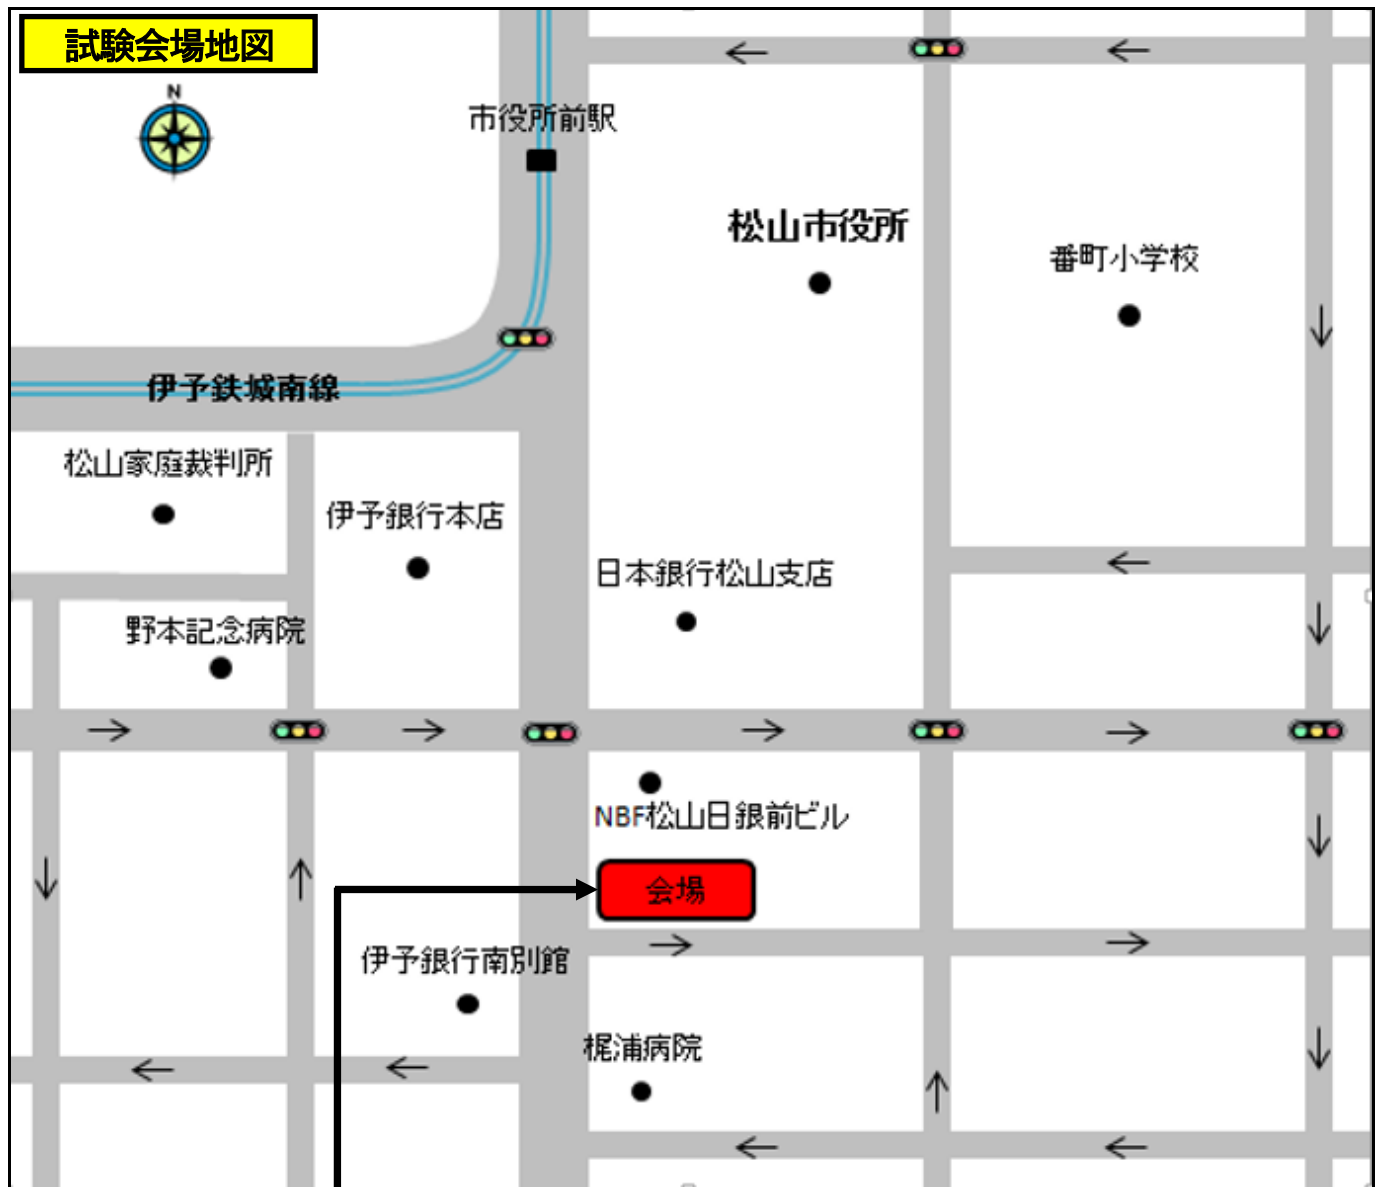 試験会場地図
N
市役所前駅
松山市役所
番町小学校
伊予鉄城南線
松山家庭裁判所
伊予銀行本店
日本銀行松山支店
野本記念病院
NBF松山日銀前ビル
会場
伊予銀行南別館
梶浦病院